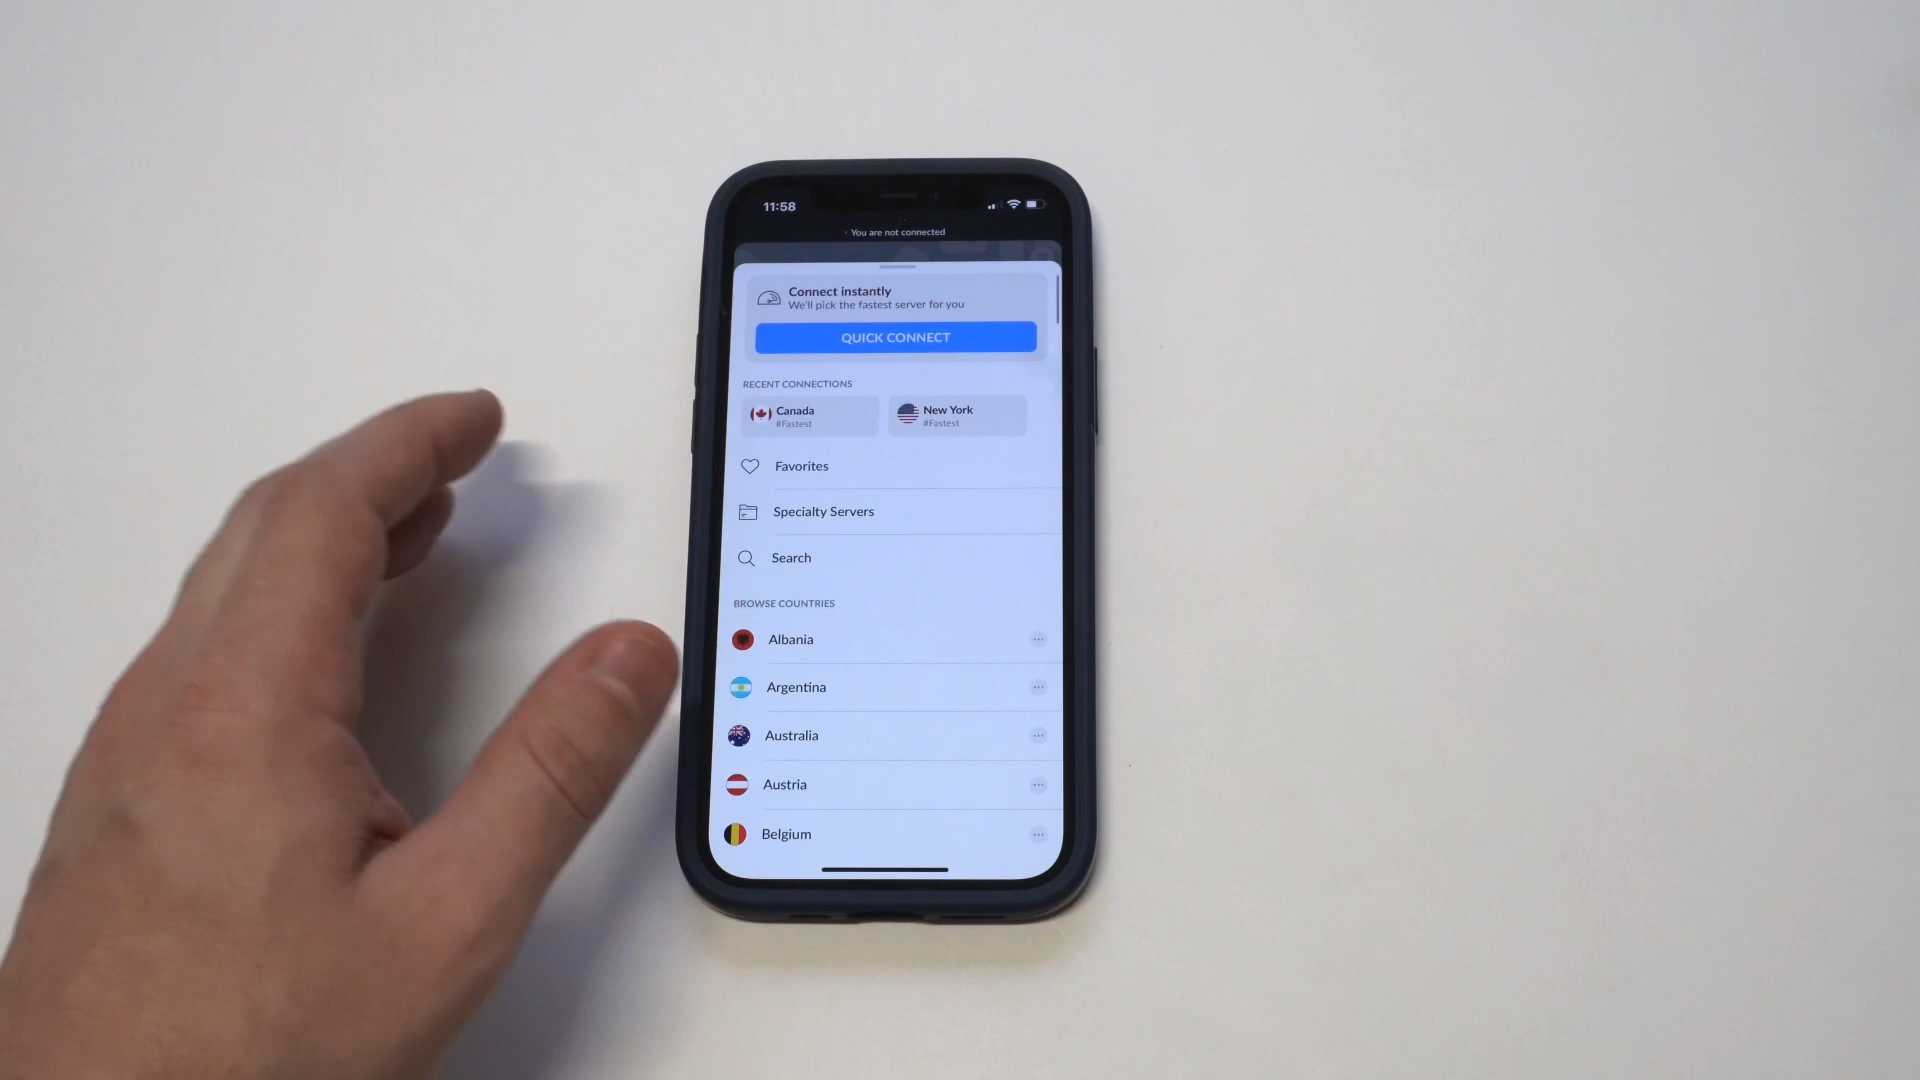 11:58
You are not connected
Connect instantly
We'll pick the fastest server for you
QUICK CONNECT
RECENT CONNECTIONS
Canada
#Fastest
New York
#Fastest
Favorites
Specialty Servers
Search
BROWSE COUNTRIES
Albania
Argentina
Australia
Austria
Belgium